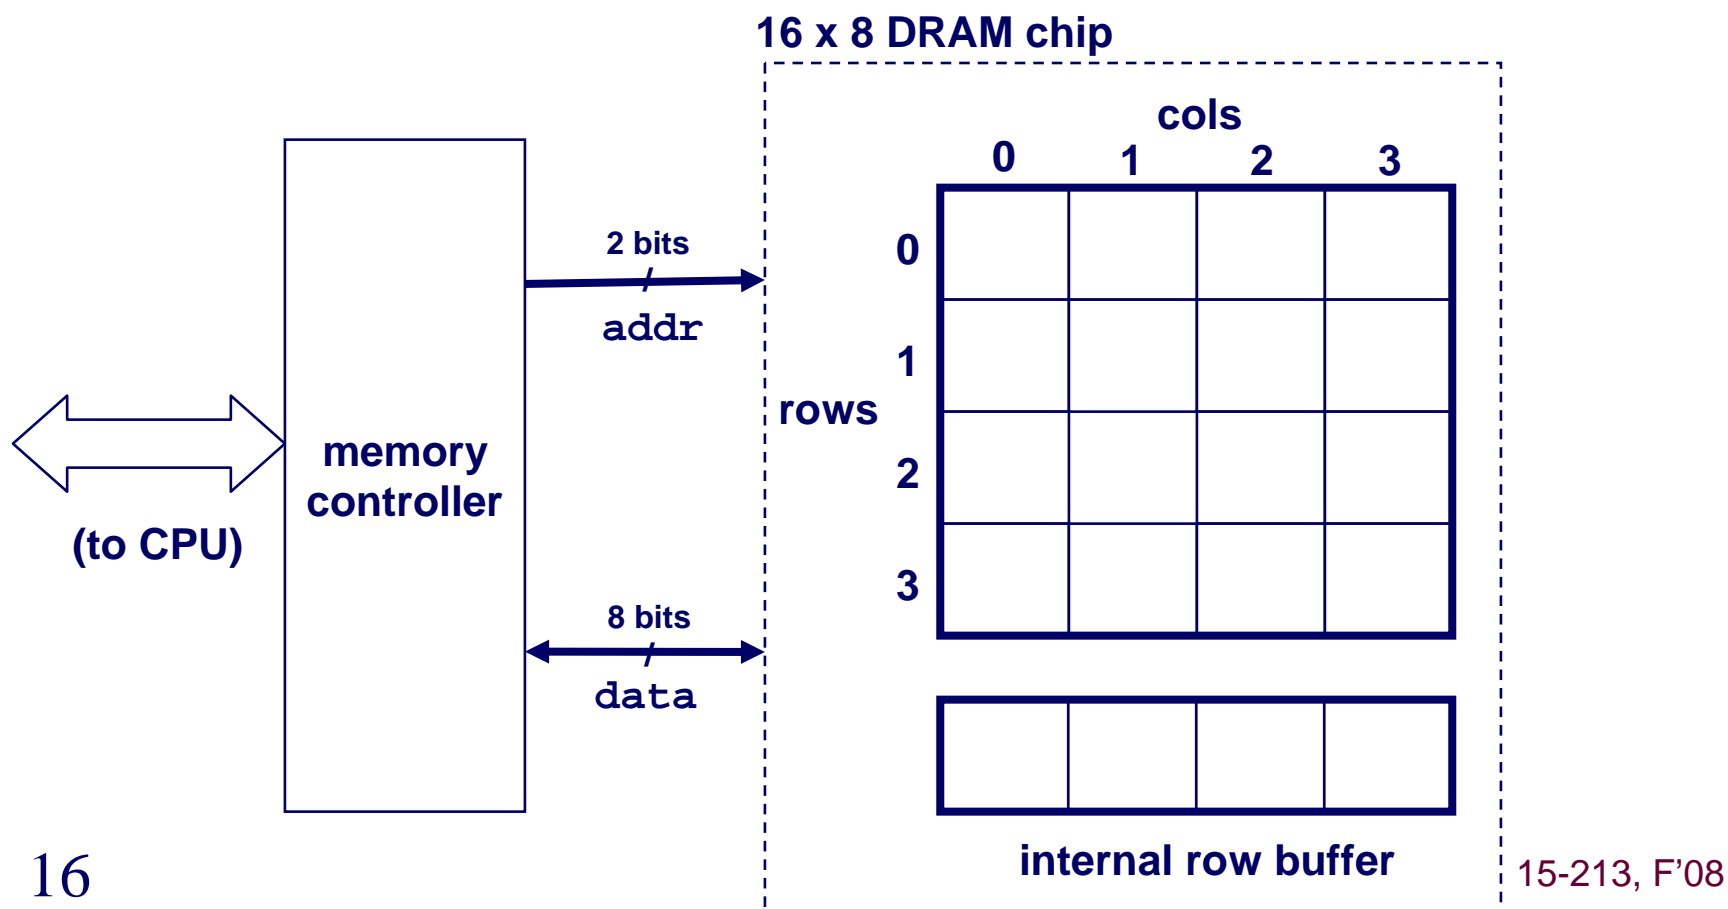 16 x 8 DRAM chip
cols
0 1 2 3
0
1
2
3
rows
2 bits
addr
memory
controller
(to CPU)
8 bits
data
internal row buffer
16
15-213, F'08